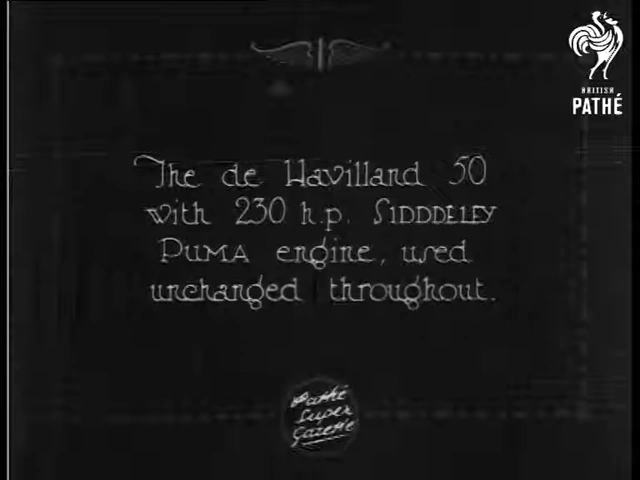 BRITISH
PATHÉ
The de Havilland 50
with 230 h.p. SIDDDELEY
PUMA engine, used
unchanged throughout.
Pathé
Super
Gazette